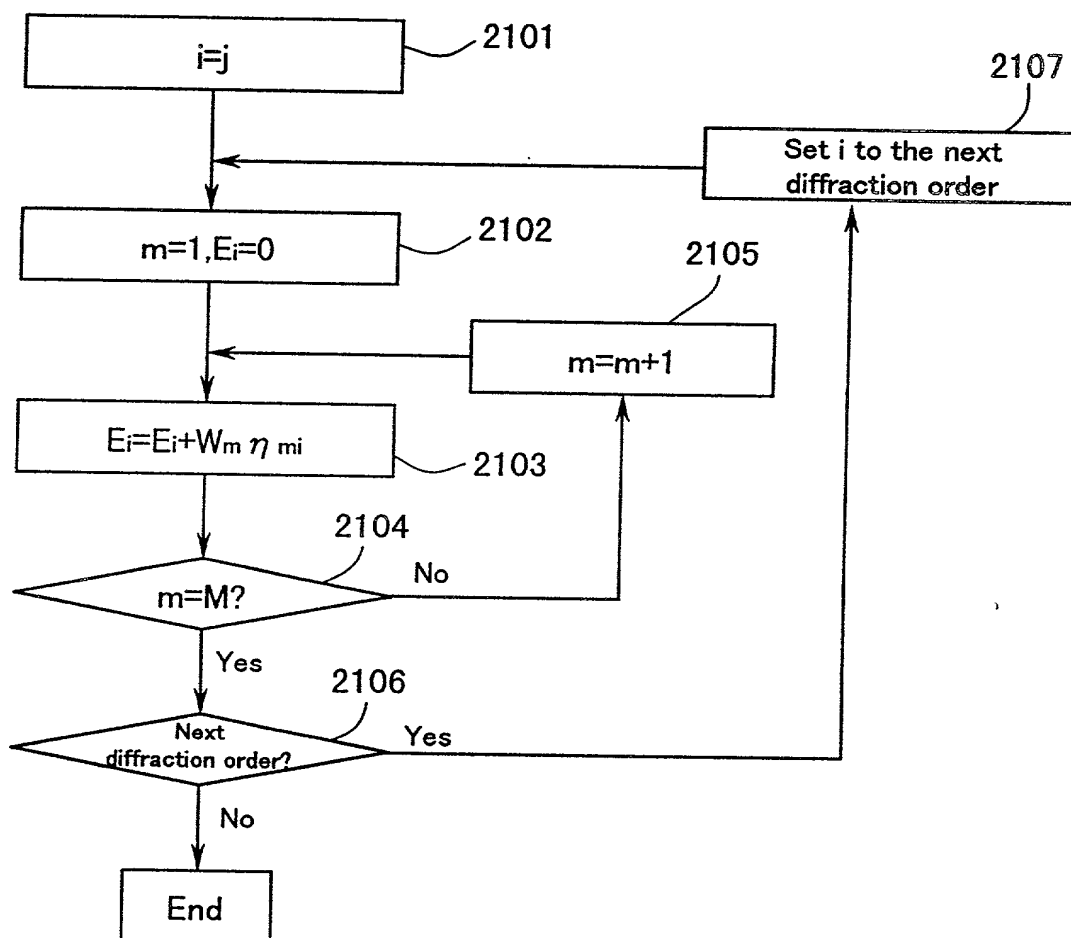 2101
i=j
2107
Set i to the next
diffraction order
2102
m=1,Ei=0
2105
m=m+1
Ei=Ei+Wm η mi
2103
2104
m=M?
No
Yes
2106
Next
diffraction order?
Yes
No
End